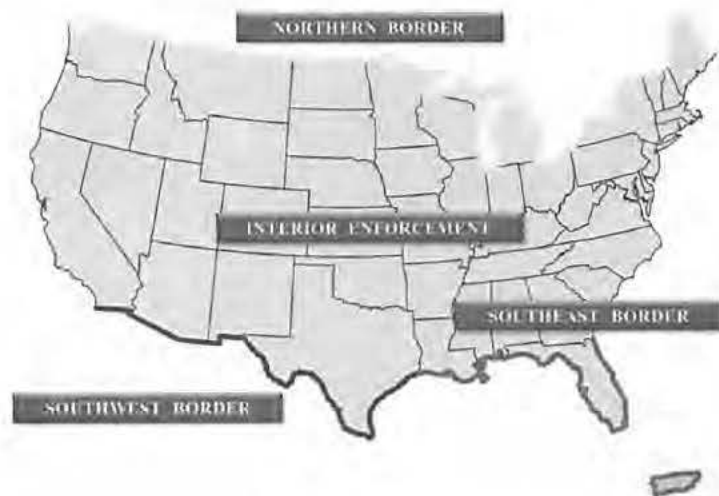 NORTHERN BORDER
INTERIOR ENFORCEMENT
SOUTHEAST BORDER
SOUTHWEST BORDER